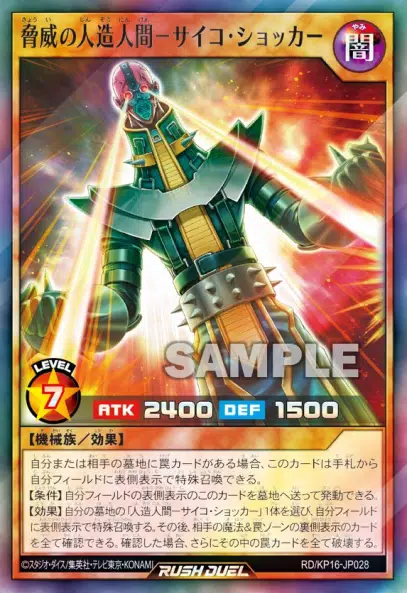 脅威の人造人間－サイコ・ショッカー
闇
SAMPLE
LEVEL
7
ATK 2400 DEF 1500
【機械族／効果】
自分または相手の墓地に罠カードがある場合、このカードは手札から
自分フィールドに表側表示で特殊召喚できる。
【条件】自分フィールドの表側表示のこのカードを墓地へ送って発動できる。
【効果】自分の墓地の「人造人間－サイコ・ショッカー」1体を選び、自分フィールド
に表側表示で特殊召喚する。その後、相手の魔法&罠ゾーンの裏側表示のカード
を全て確認できる。確認した場合、さらにその中の罠カードを全て破壊する。
©スタジオ・ダイス/集英社・テレビ東京・KONAMI
RUSH DUEL
RD/KP16-JP028